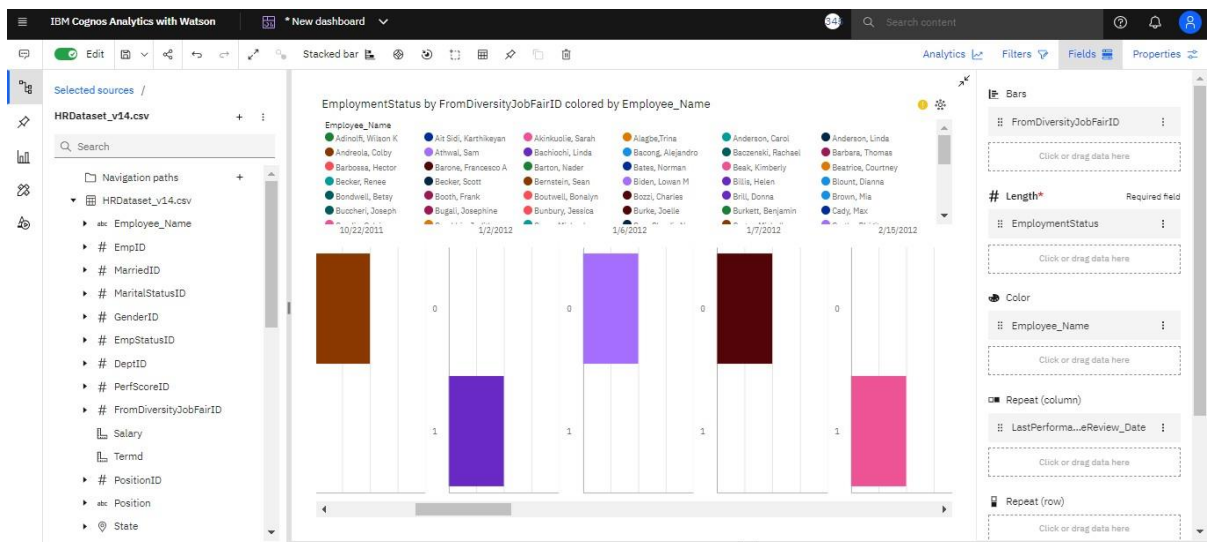 IBM Cognos Analytics with Watson
* New dashboard
Search content
Edit
Stacked bar
Analytics
Filters
Fields
Properties
Selected sources /
HRDataset_v14.csv
Search
Navigation paths
HRDataset_v14.csv
abc Employee_Name
# EmpID
# MarriedID
# MaritalStatusID
# GenderID
# EmpStatusID
# DeptID
# PerfScoreID
# FromDiversityJobFairID
Salary
Termd
# PositionID
abc Position
State
EmploymentStatus by FromDiversityJobFairID colored by Employee_Name
Employee_Name
Adinolfi, Wilson K Ait Sidi, Karthikeyan Akinkuolie, Sarah Alagbe,Trina Anderson, Carol Anderson, Linda
Andreola, Colby Athwal, Sam Bachiochi, Linda Bacong, Alejandro Baczenski, Rachael Barbara, Thomas
Barbossa, Hector Barone, Francesco A Barton, Nader Bates, Norman Beak, Kimberly Beatrice, Courtney
Becker, Renee Becker, Scott Bernstein, Sean Biden, Lowan M Billis, Helen Blount, Dianna
Bondwell, Betsy Booth, Frank Boutwell, Bonalyn Bozzi, Charles Brill, Donna Brown, Mia
Buccheri, Joseph Bugali, Josephine Bunbury, Jessica Burke, Joelle Burkett, Benjamin Cady, Max
10/22/2011 1/2/2012 1/6/2012 1/7/2012 2/15/2012
0 0 0 0
1 1 1 1
Bars
FromDiversityJobFairID
Click or drag data here
# Length* Required field
EmploymentStatus
Click or drag data here
Color
Employee_Name
Click or drag data here
Repeat (column)
LastPerforma...eReview_Date
Click or drag data here
Repeat (row)
Click or drag data here